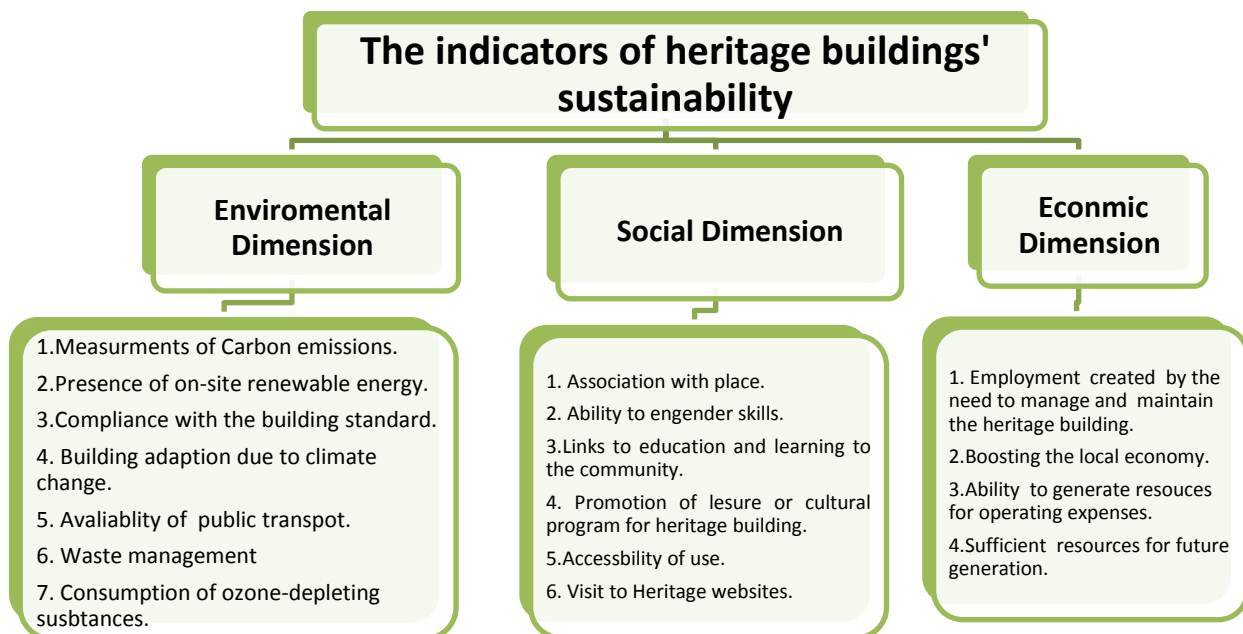 The indicators of heritage buildings'
sustainability
Enviromental
Dimension
Social Dimension
Econmic
Dimension
1.Measurments of Carbon emissions.
2.Presence of on-site renewable energy.
3.Compliance with the building standard.
4. Building adaption due to climate
change.
5. Avaliablity of public transpot.
6. Waste management
7. Consumption of ozone-depleting
susbtances.
1. Association with place.
2. Ability to engender skills.
3.Links to education and learning to
the community.
4. Promotion of lesure or cultural
program for heritage building.
5.Accessbility of use.
6. Visit to Heritage websites.
1. Employment created by the
need to manage and maintain
the heritage building.
2.Boosting the local economy.
3.Ability to generate resouces
for operating expenses.
4.Sufficient resources for future
generation.